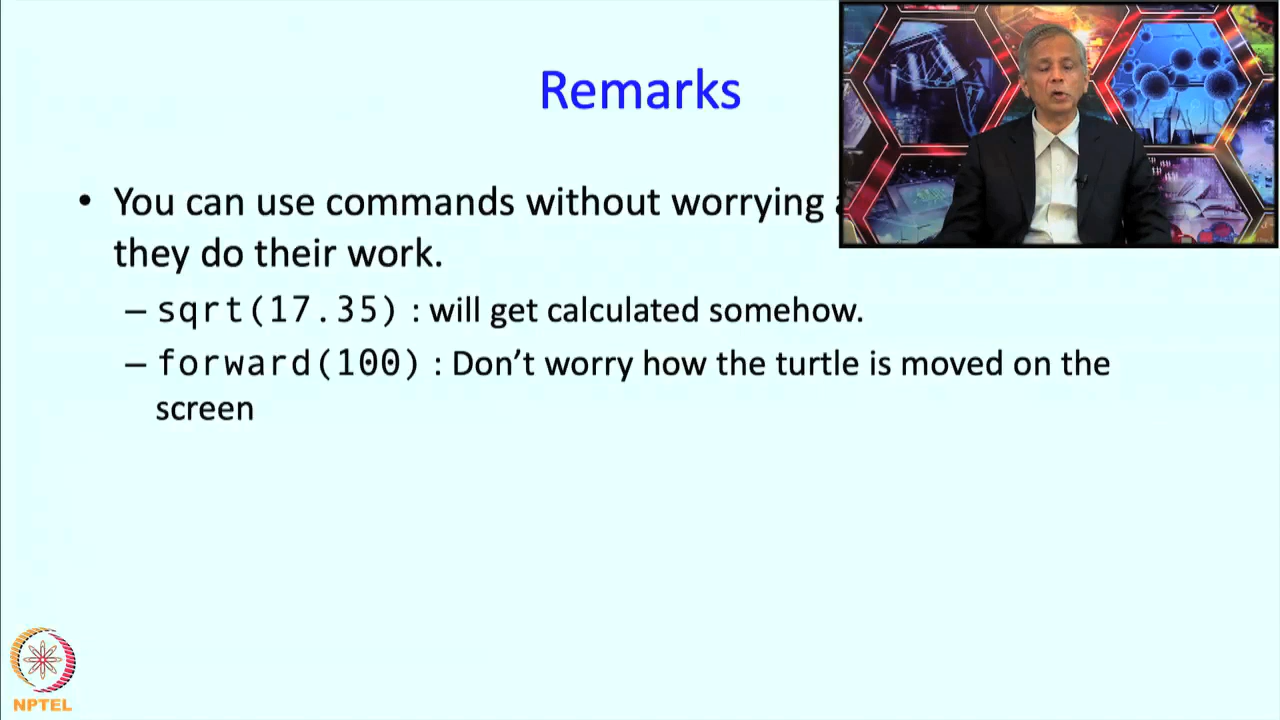 Remarks
• You can use commands without worrying
they do their work.
– sqrt(17.35) : will get calculated somehow.
– forward(100) : Don’t worry how the turtle is moved on the
screen
NPTEL